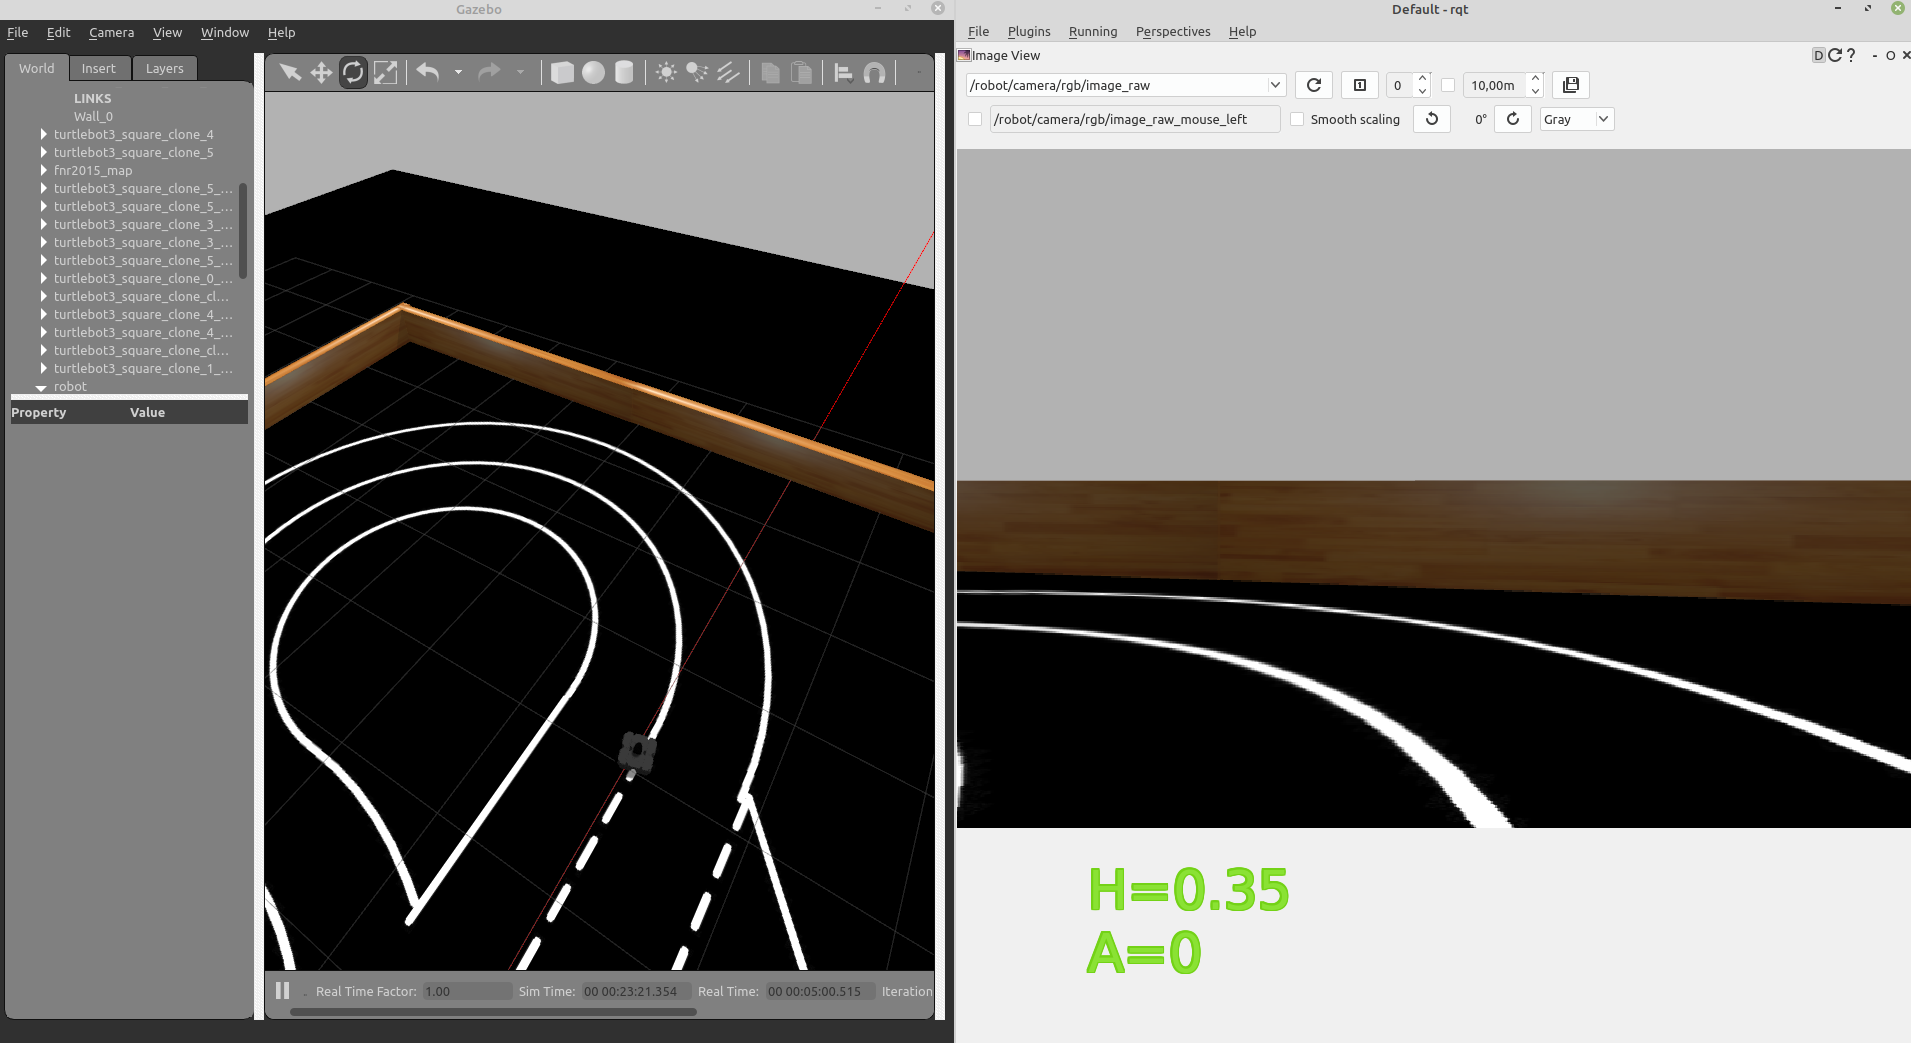 Gazebo
File Edit Camera View Window Help
World Insert Layers
LINKS
Wall_0
turtlebot3_square_clone_4
turtlebot3_square_clone_5
fnr2015_map
turtlebot3_square_clone_5_...
turtlebot3_square_clone_5_...
turtlebot3_square_clone_3_...
turtlebot3_square_clone_3_...
turtlebot3_square_clone_5_...
turtlebot3_square_clone_0_...
turtlebot3_square_clone_cl...
turtlebot3_square_clone_4_...
turtlebot3_square_clone_4_...
turtlebot3_square_clone_cl...
turtlebot3_square_clone_1_...
robot
Property Value
Real Time Factor: 1.00 Sim Time: 00 00:23:21.354 Real Time: 00 00:05:00.515 Iteration
Default - rqt
File Plugins Running Perspectives Help
Image View D ? - O
/robot/camera/rgb/image_raw 1 0 10,00m
/robot/camera/rgb/image_raw_mouse_left Smooth scaling 0° Gray
H=0.35
A=0